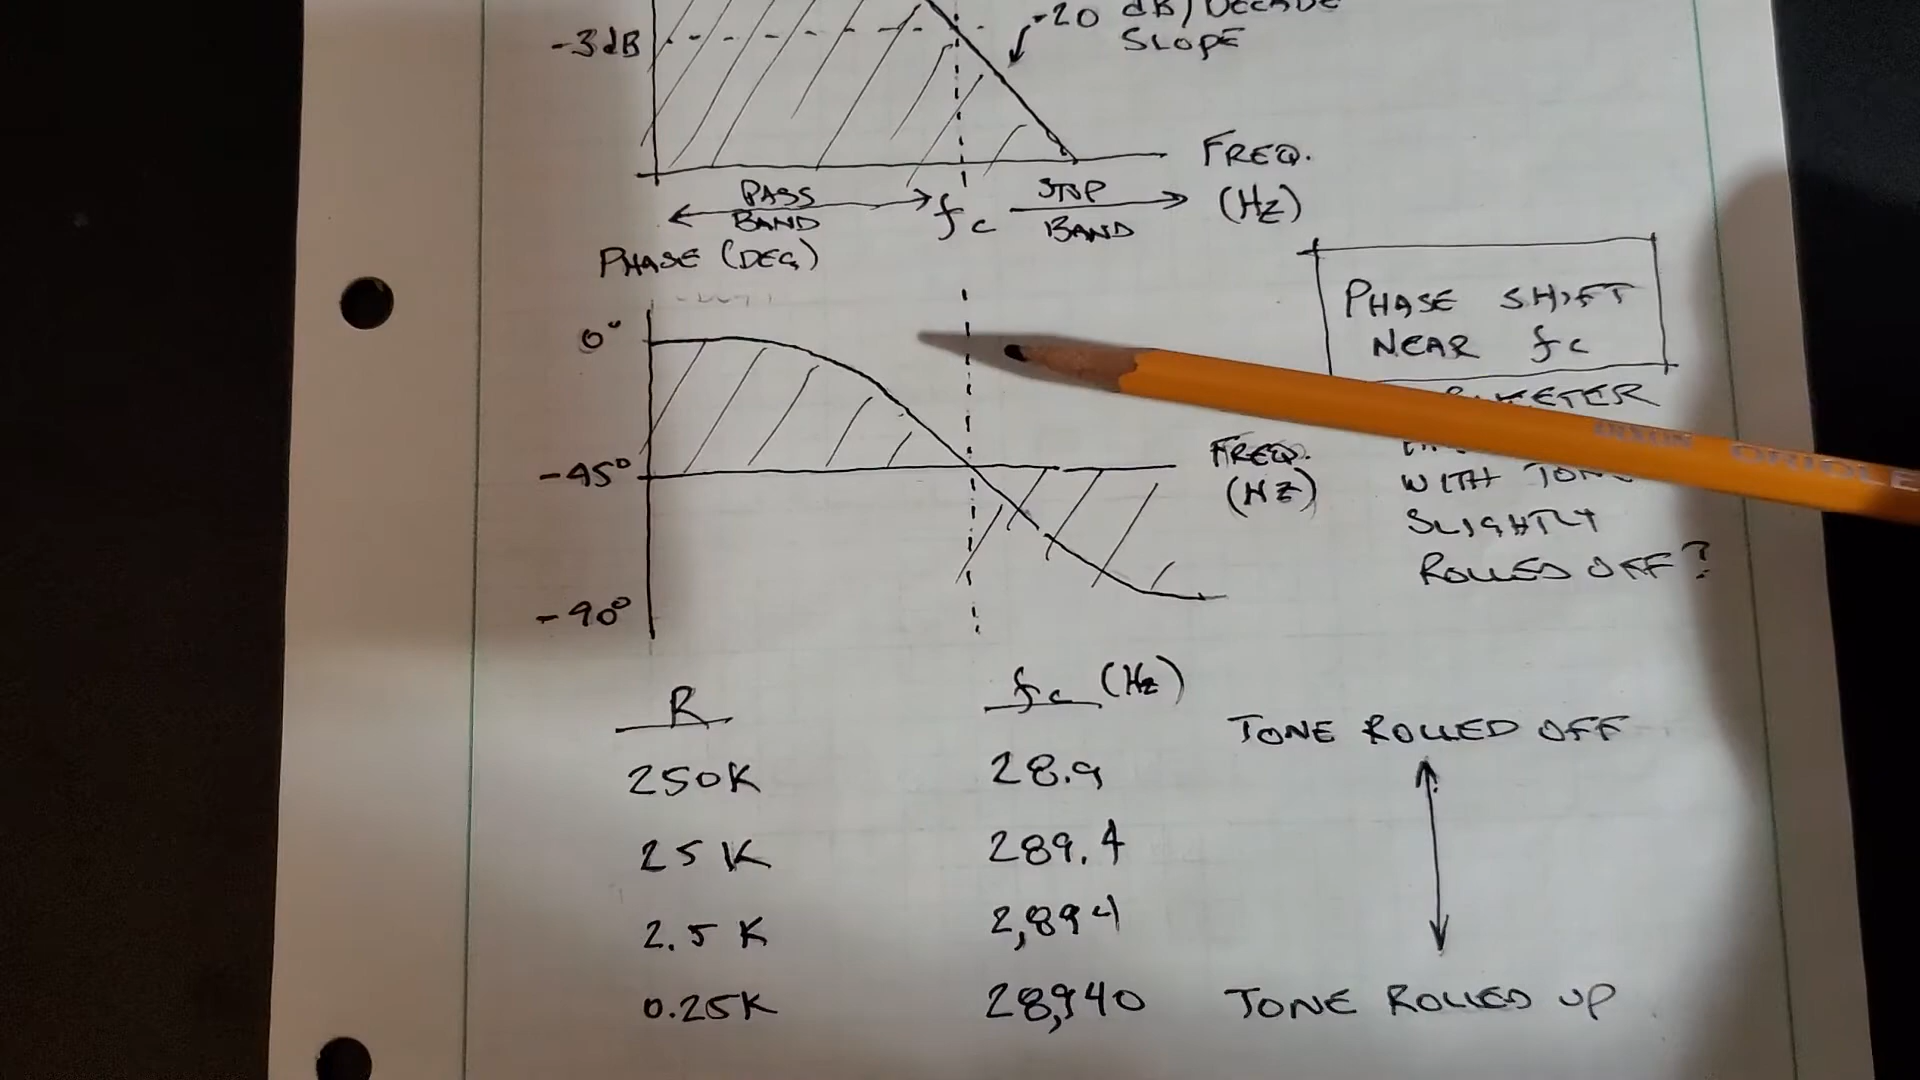 -20 dB/DECADE
-3dB
SLOPE
FREQ.
(Hz)
PASS
BAND
fc
STOP
BAND
PHASE (DEG)
0°
-45°
-90°
FREQ.
(Hz)
PHASE SHIFT
NEAR fc
WITH
SLIGHTLY
ROLLED OFF?
R
fc (Hz)
250K
28.9
TONE ROLLED OFF
25K
289.4
2.5K
2,894
0.25K
28,940
TONE ROLLED UP